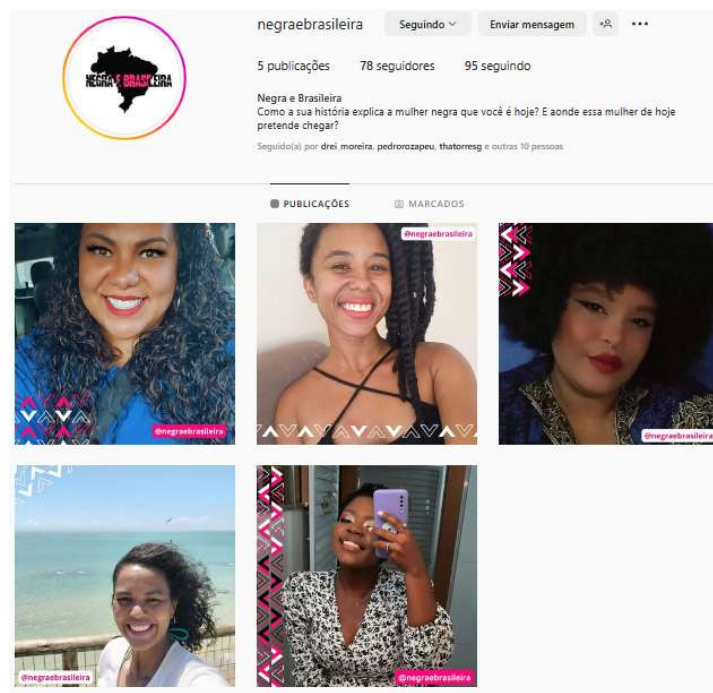 negraebrasileira Seguindo Enviar mensagem
5 publicações 78 seguidores 95 seguindo
NEGRA E BRASILEIRA
Negra e Brasileira
Como a sua história explica a mulher negra que você é hoje? E aonde essa mulher de hoje
pretende chegar?
Seguido(a) por drei_moreira, pedrorozapeu, thatorresg e outras 10 pessoas
PUBLICAÇÕES MARCADOS
@negraebrasileira
@negraebrasileira
@negraebrasileira
@negraebrasileira
@negraebrasileira